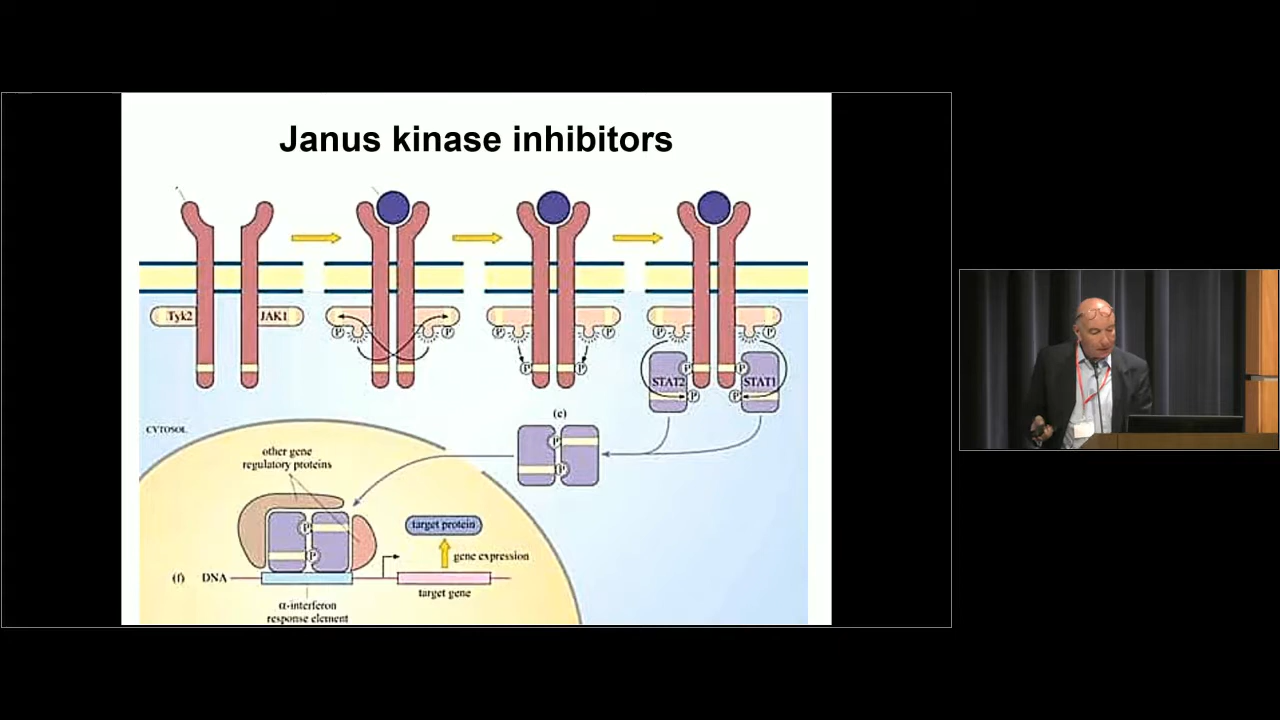 Janus kinase inhibitors
Tyk2
JAK1
P
P
P
P
P
P
P
P
P
P
STAT2
STAT1
P
P
(e)
P
P
CYTOSOL
other gene
regulatory proteins
P
P
target protein
gene expression
(f)
DNA
target gene
α-interferon
response element